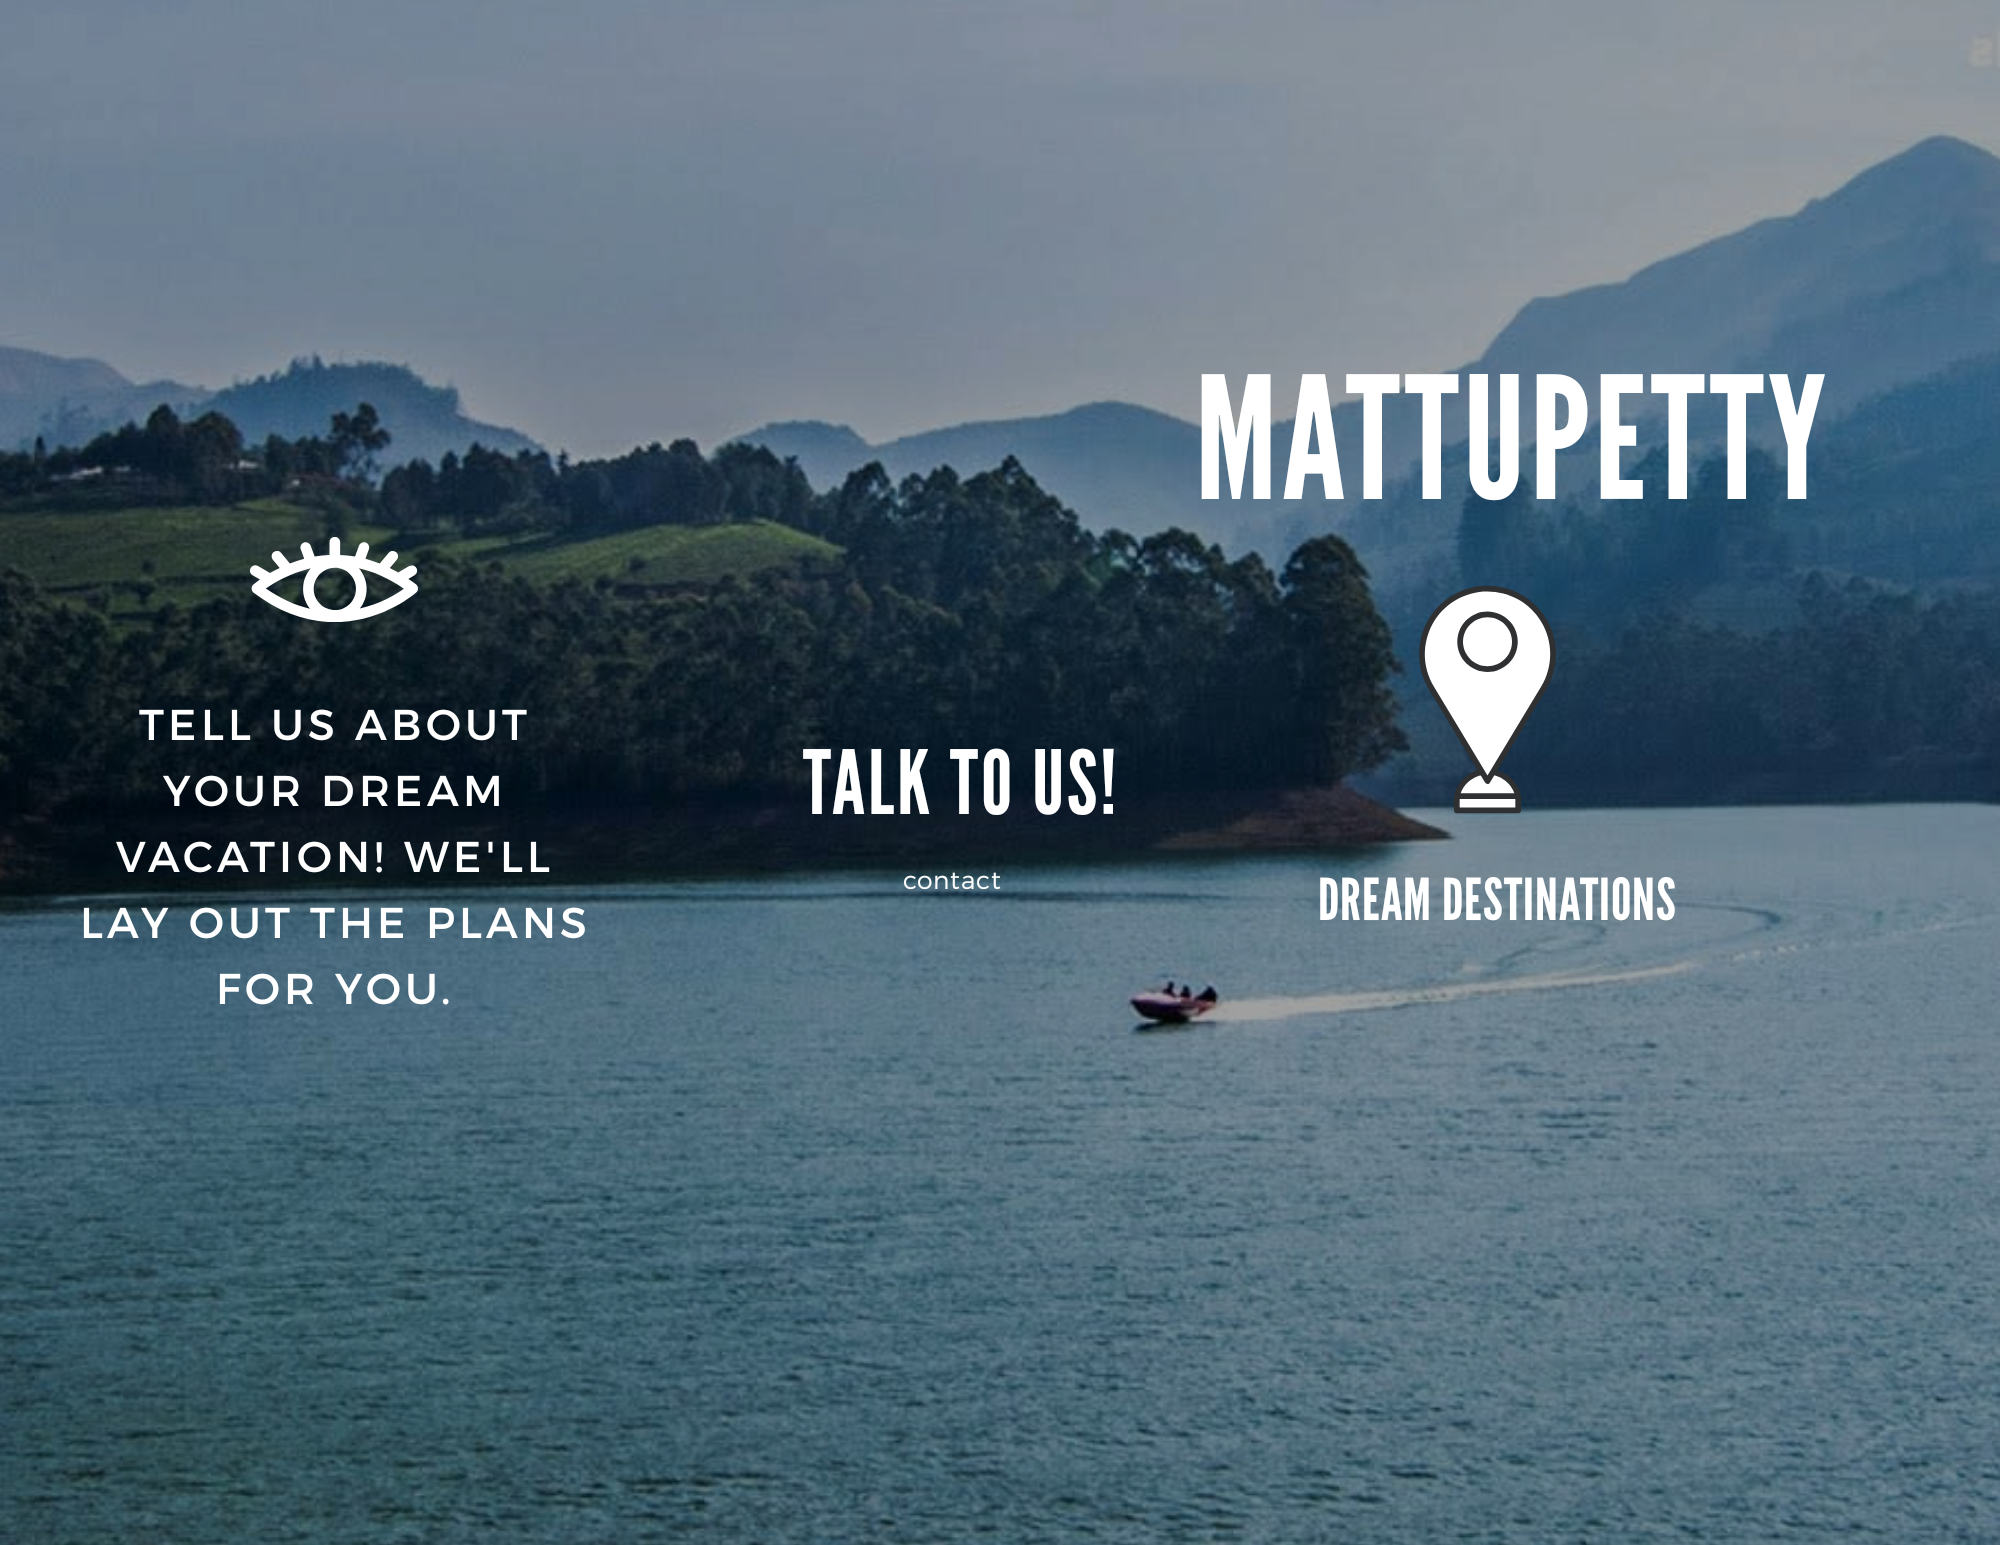 TELL US ABOUT
YOUR DREAM
VACATION! WE'LL
LAY OUT THE PLANS
FOR YOU.
TALK TO US!
contact
MATTUPETTY
DREAM DESTINATIONS